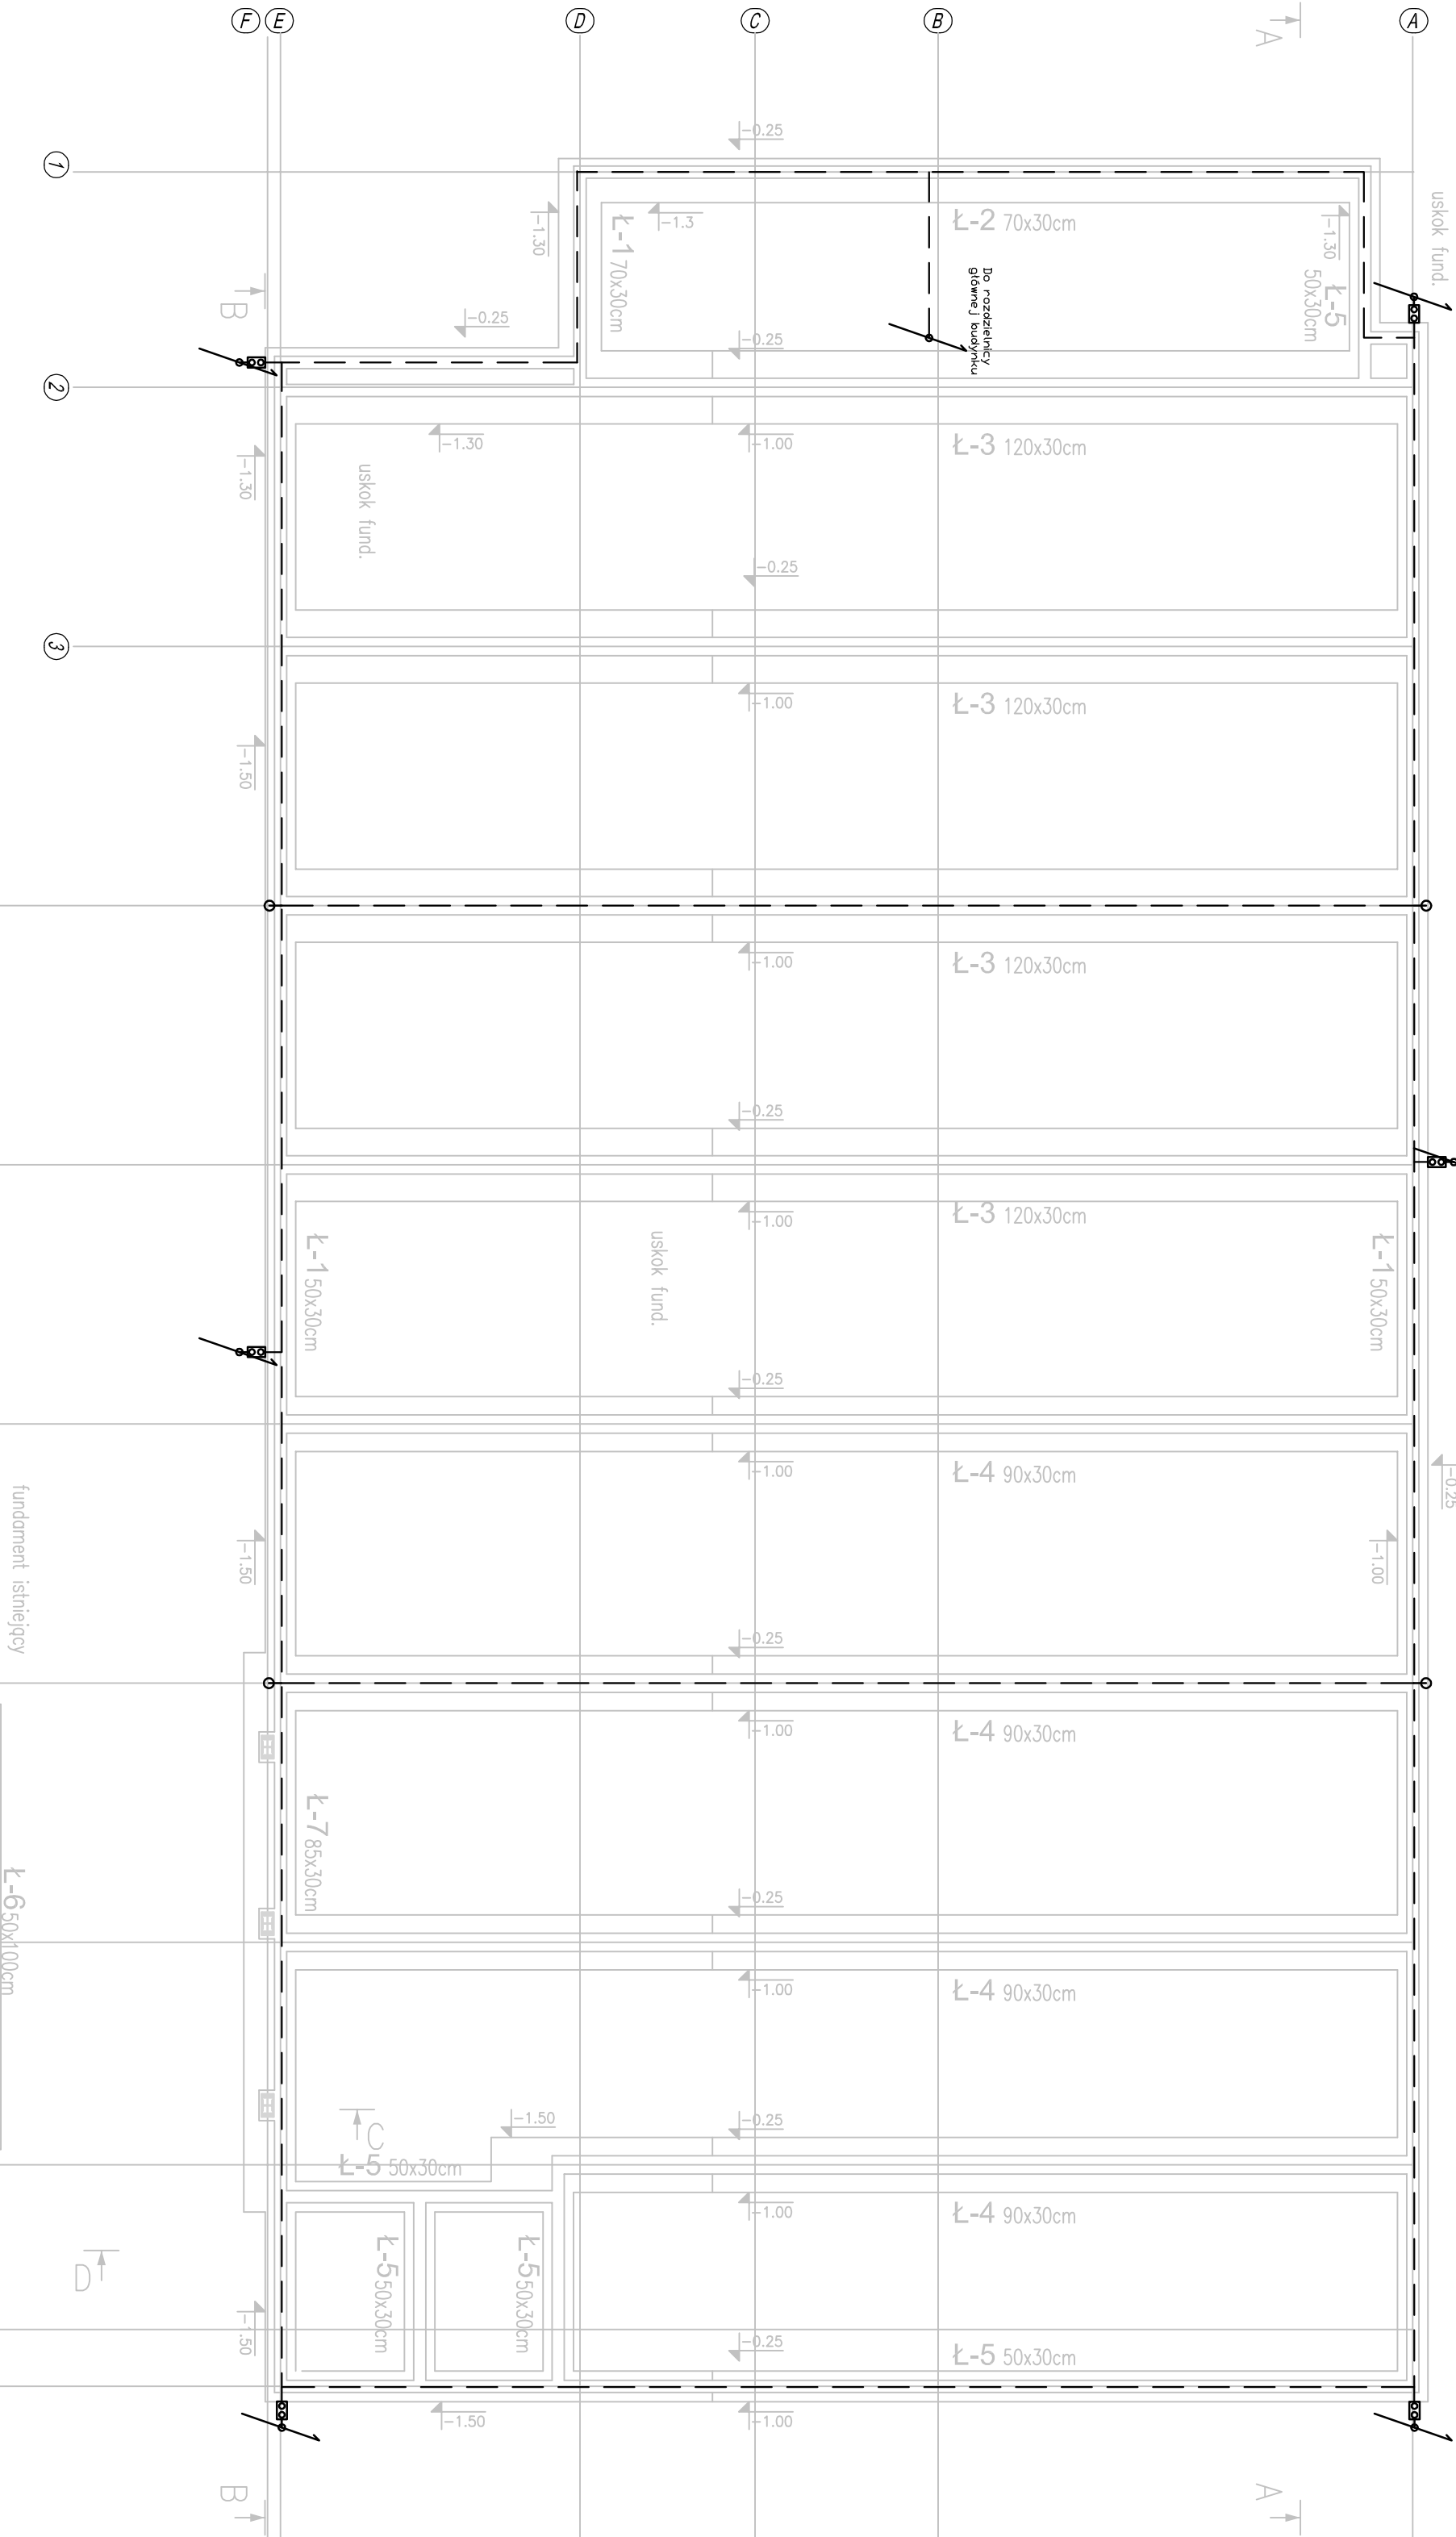 F
E
D
C
B
A
A
-0.25
1
uskok fund.
-1.30
-1.3
Ł-2 70x30cm
-1.30
Ł-1 70x30cm
Ł-5
50x30cm
Do rozdzielnicy
głównej budynku
B
-0.25
-0.25
2
-1.30
-1.00
Ł-3 120x30cm
-1.30
uskok fund.
-0.25
3
-1.00
Ł-3 120x30cm
-1.50
-1.00
Ł-3 120x30cm
-0.25
-1.00
Ł-3 120x30cm
Ł-1 50x30cm
uskok fund.
Ł-1 50x30cm
-0.25
-1.00
Ł-4 90x30cm
-0.25
fundament istniejący
-1.50
-1.00
-0.25
-1.00
Ł-4 90x30cm
Ł-7 85x30cm
-0.25
Ł-6 50x100cm
-1.00
Ł-4 90x30cm
C
-1.50
-0.25
Ł-5 50x30cm
-1.00
Ł-4 90x30cm
Ł-5 50x30cm
Ł-5 50x30cm
D
-1.50
-0.25
Ł-5 50x30cm
-1.50
-1.00
B
A